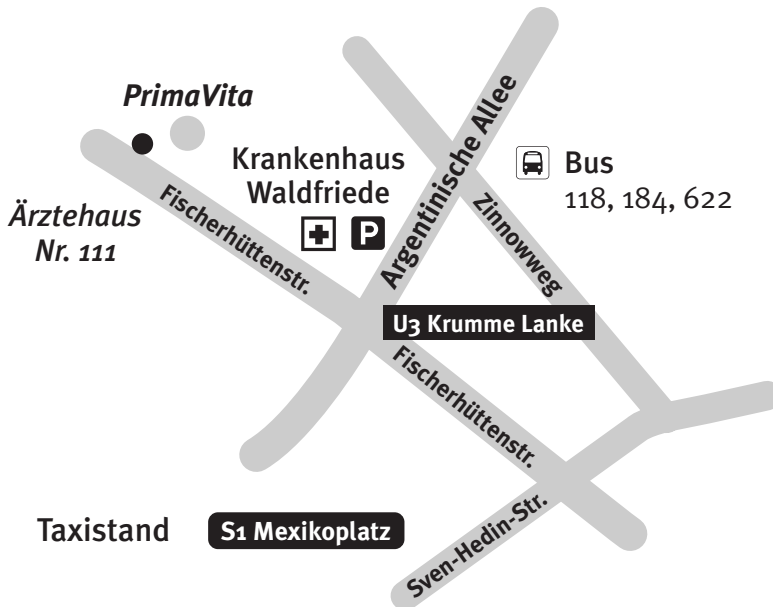 PrimaVita
Ärztehaus
Nr. 111
Fischerhüttenstr.
Krankenhaus
Waldfriede
P
Argentinische Allee
Bus
118, 184, 622
Zinnowweg
U3 Krumme Lanke
Fischerhüttenstr.
Taxistand
S1 Mexikoplatz
Sven-Hedin-Str.